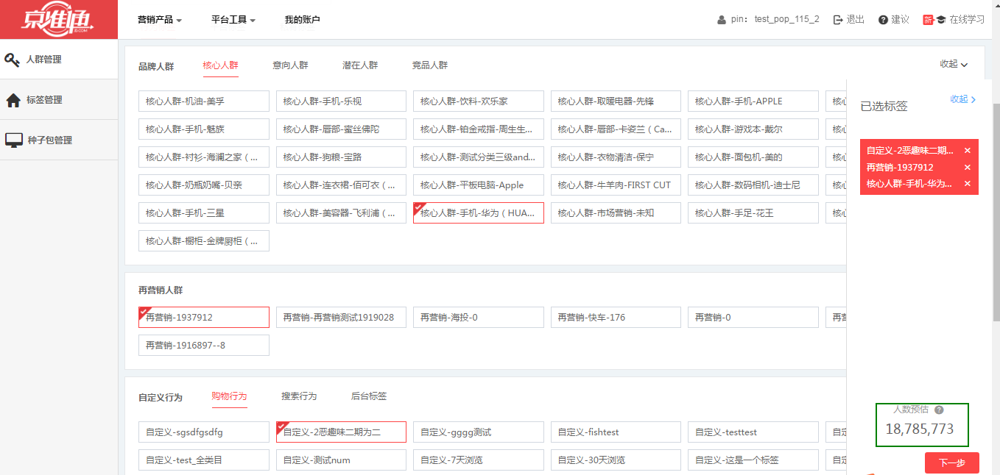 京准通
JD.COM
营销产品 平台工具 我的账户 pin： test_pop_115_2 退出 建议 新 在线学习
人群管理
标签管理
种子包管理
品牌人群 核心人群 意向人群 潜在人群 竞品人群 收起
核心人群-机油-美孚 核心人群-手机-乐视 核心人群-饮料-欢乐家 核心人群-取暖电器-先锋 核心人群-手机-APPLE 核心
核心人群-手机-魅族 核心人群-唇部-蜜丝佛陀 核心人群-铂金戒指-周生生... 核心人群-唇部-卡姿兰（Ca... 核心人群-游戏本-戴尔 核心
核心人群-衬衫-海澜之家（... 核心人群-狗粮-宝路 核心人群-测试分类三级and... 核心人群-衣物清洁-保宁 核心人群-面包机-美的 核心
核心人群-奶瓶奶嘴-贝亲 核心人群-连衣裙-佰可衣（... 核心人群-平板电脑-Apple 核心人群-牛羊肉-FIRST CUT 核心人群-数码相机-迪士尼 核心
核心人群-手机-三星 核心人群-美容器-飞利浦（... 核心人群-手机-华为（HUA... 核心人群-市场营销-未知 核心人群-手足-花王 核心
核心人群-橱柜-金牌厨柜（...
再营销人群
再营销-1937912 再营销-再营销测试1919028 再营销-海投-0 再营销-快车-176 再营销-0 再营
再营销-1916897--8
自定义行为 购物行为 搜索行为 后台标签
自定义-sgsdfgsdfg 自定义-2恶趣味二期为二 自定义-gggg测试 自定义-fishtest 自定义-testtest 自定
自定义-test_全类目 自定义-测试num 自定义-7天浏览 自定义-30天浏览 自定义-这是一个标签 自定
已选标签 收起
自定义-2恶趣味二期... ×
再营销-1937912 ×
核心人群-手机-华为... ×
人数预估 ?
18,785,773
下一步